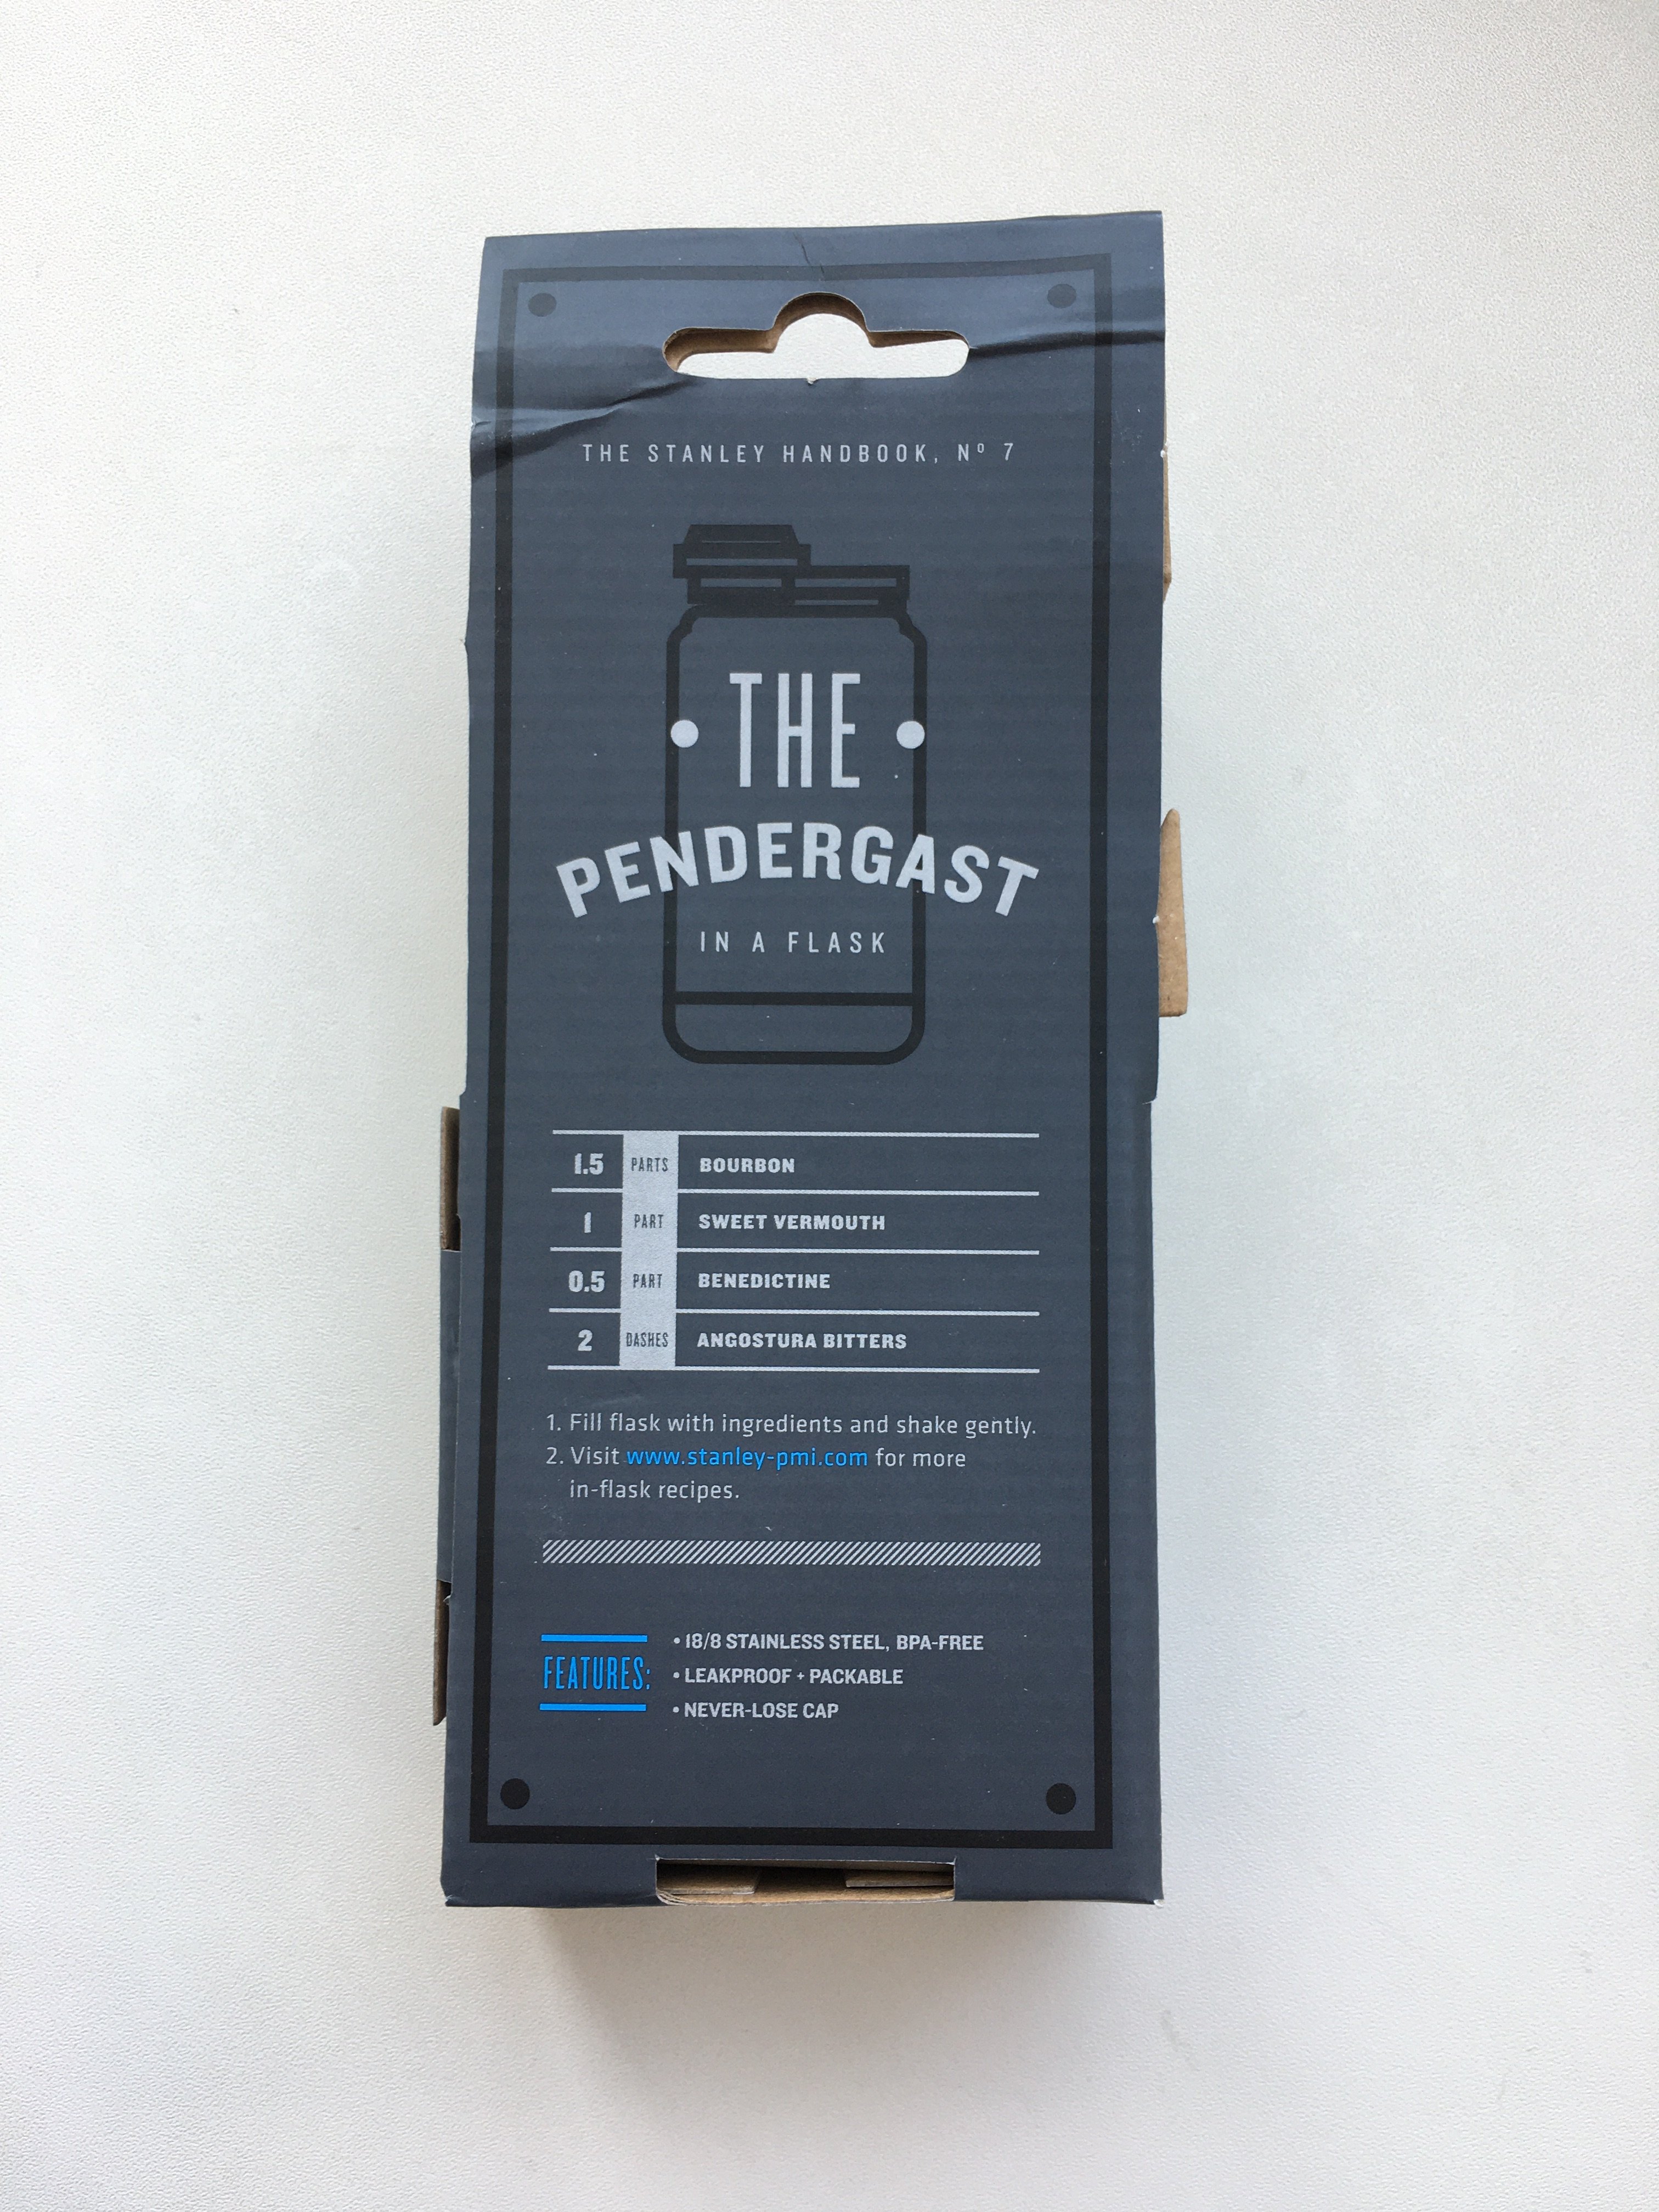 THE STANLEY HANDBOOK, Nº 7
THE
PENDERGAST
IN A FLASK
1.5 PARTS BOURBON
1 PART SWEET VERMOUTH
0.5 PART BENEDICTINE
2 DASHES ANGOSTURA BITTERS
1. Fill flask with ingredients and shake gently.
2. Visit www.stanley-pmi.com for more
in-flask recipes.
FEATURES:
• 18/8 STAINLESS STEEL, BPA-FREE
• LEAKPROOF + PACKABLE
• NEVER-LOSE CAP